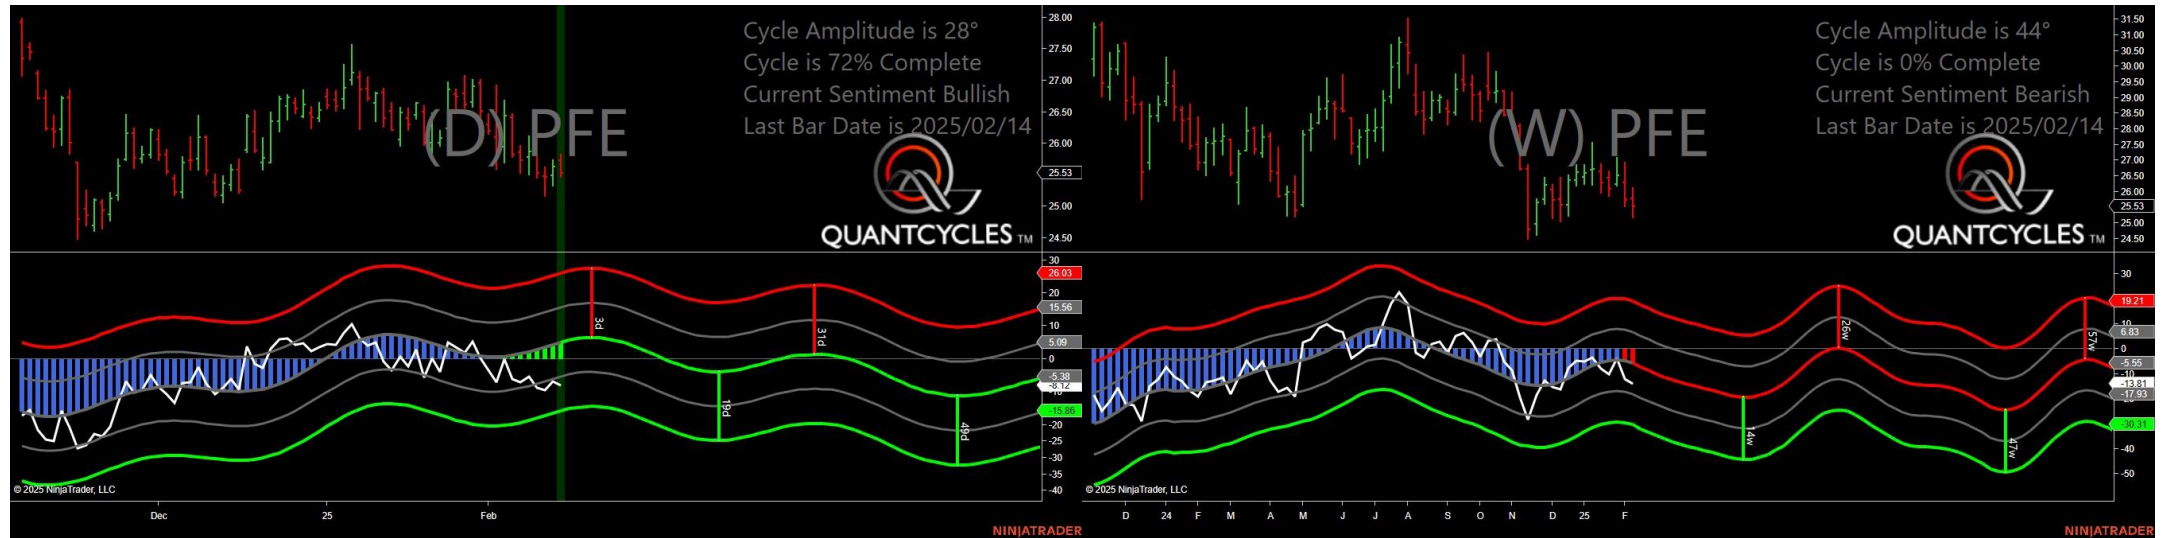 Cycle Amplitude is 28°
Cycle is 72% Complete
Current Sentiment Bullish
Last Bar Date is 2025/02/14
(D) PFE
QUANTCYCLES TM
28.00
27.50
27.00
26.50
26.00
25.53
25.00
24.50
30
26.03
20
15.56
10
5.09
0
-5.38
-8.12
-10
-15.86
-20
-25
-30
-35
-40
3d
19d
31d
49d
© 2025 NinjaTrader, LLC
Dec
25
Feb
NINJATRADER
Cycle Amplitude is 44°
Cycle is 0% Complete
Current Sentiment Bearish
Last Bar Date is 2025/02/14
(W) PFE
QUANTCYCLES TM
31.50
31.00
30.50
30.00
29.50
29.00
28.50
28.00
27.50
27.00
26.50
26.00
25.53
25.00
24.50
30
19.21
10
6.83
0
-5.55
-10
-13.81
-17.93
-30.31
-40
-50
14w
26w
47w
57w
© 2025 NinjaTrader, LLC
D
24
F
M
A
M
J
J
A
S
O
N
D
25
F
NINJATRADER